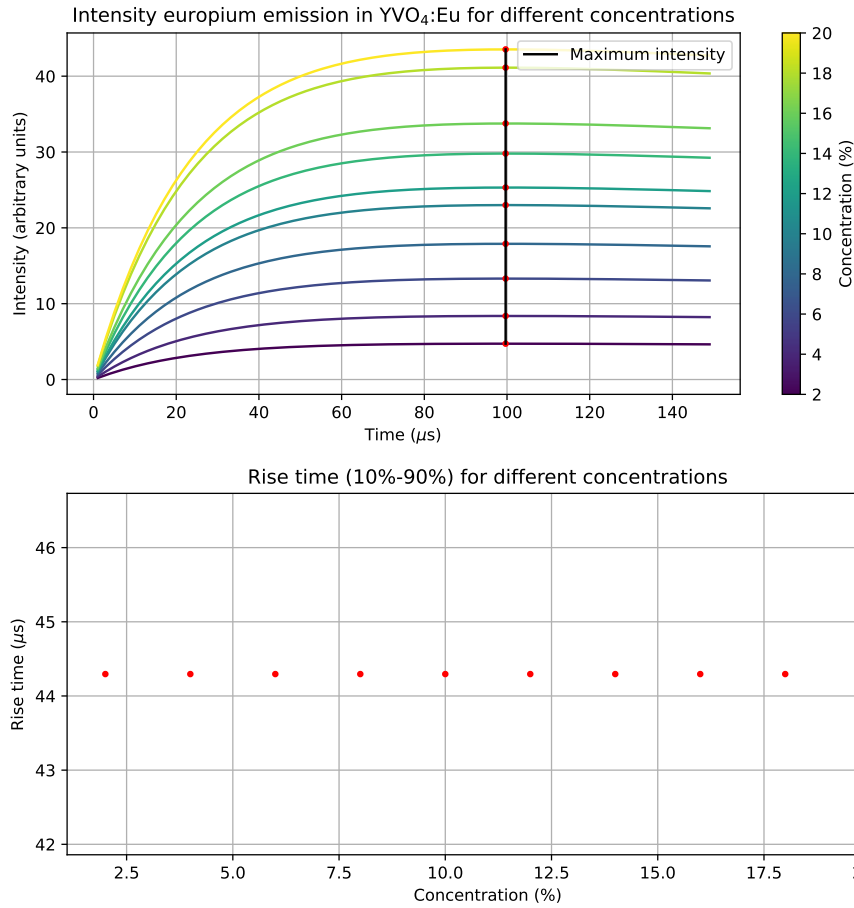 Intensity europium emission in YVO₄:Eu for different concentrations
Maximum intensity
Intensity (arbitrary units)
40
30
20
10
0
0 20 40 60 80 100 120 140
Time (μs)
20
18
16
14
12
10
8
6
4
2
Concentration (%)
Rise time (10%-90%) for different concentrations
Rise time (μs)
46
45
44
43
42
2.5 5.0 7.5 10.0 12.5 15.0 17.5
Concentration (%)